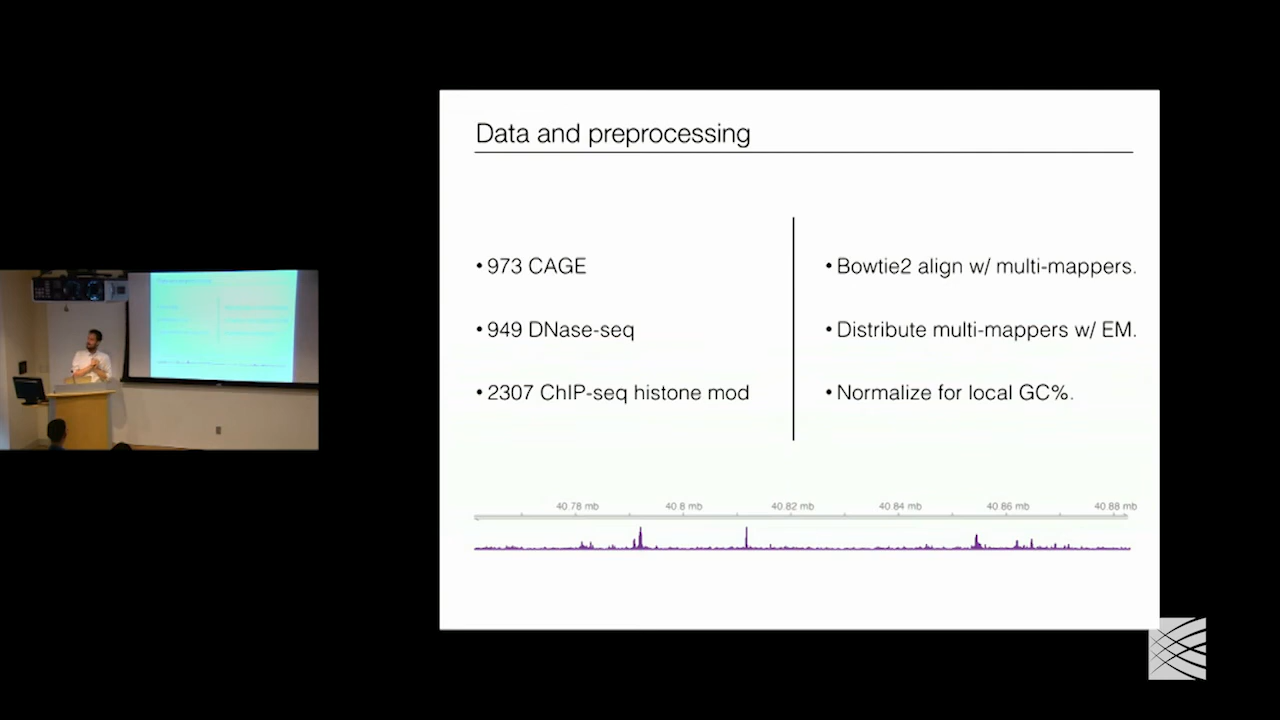 Data and preprocessing
• 973 CAGE
• 949 DNase-seq
• 2307 ChIP-seq histone mod
• Bowtie2 align w/ multi-mappers.
• Distribute multi-mappers w/ EM.
• Normalize for local GC%.
40.78 mb 40.8 mb 40.82 mb 40.84 mb 40.86 mb 40.88 mb